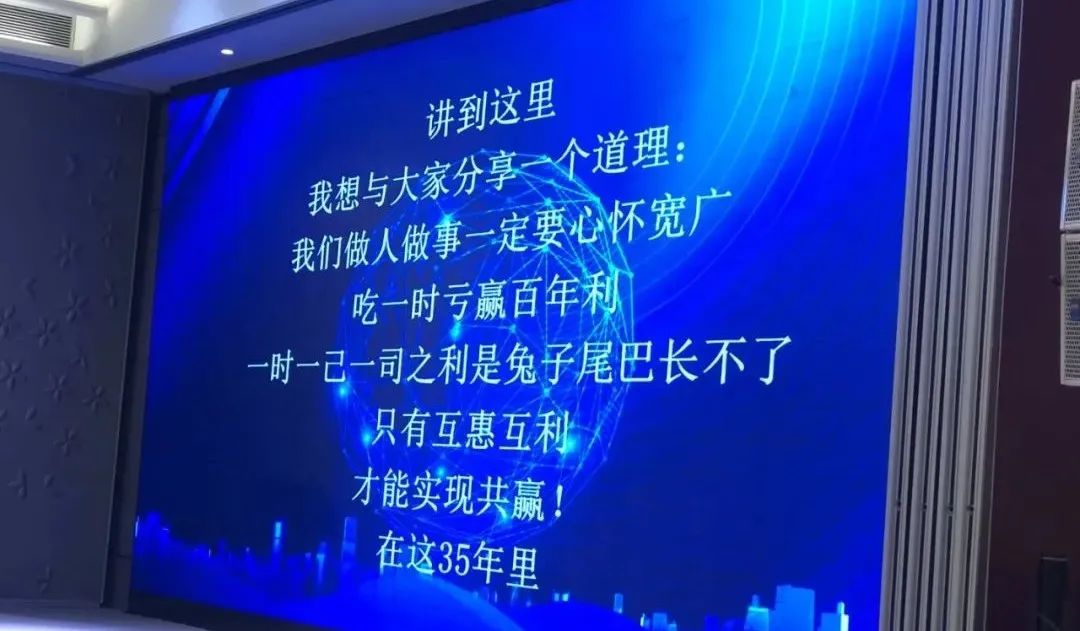 讲到这里
我想与大家分享一个道理：
我们做人做事一定要心怀宽广
吃一时亏赢百年利
一时一己一司之利是兔子尾巴长不了
只有互惠互利
才能实现共赢！
在这35年里